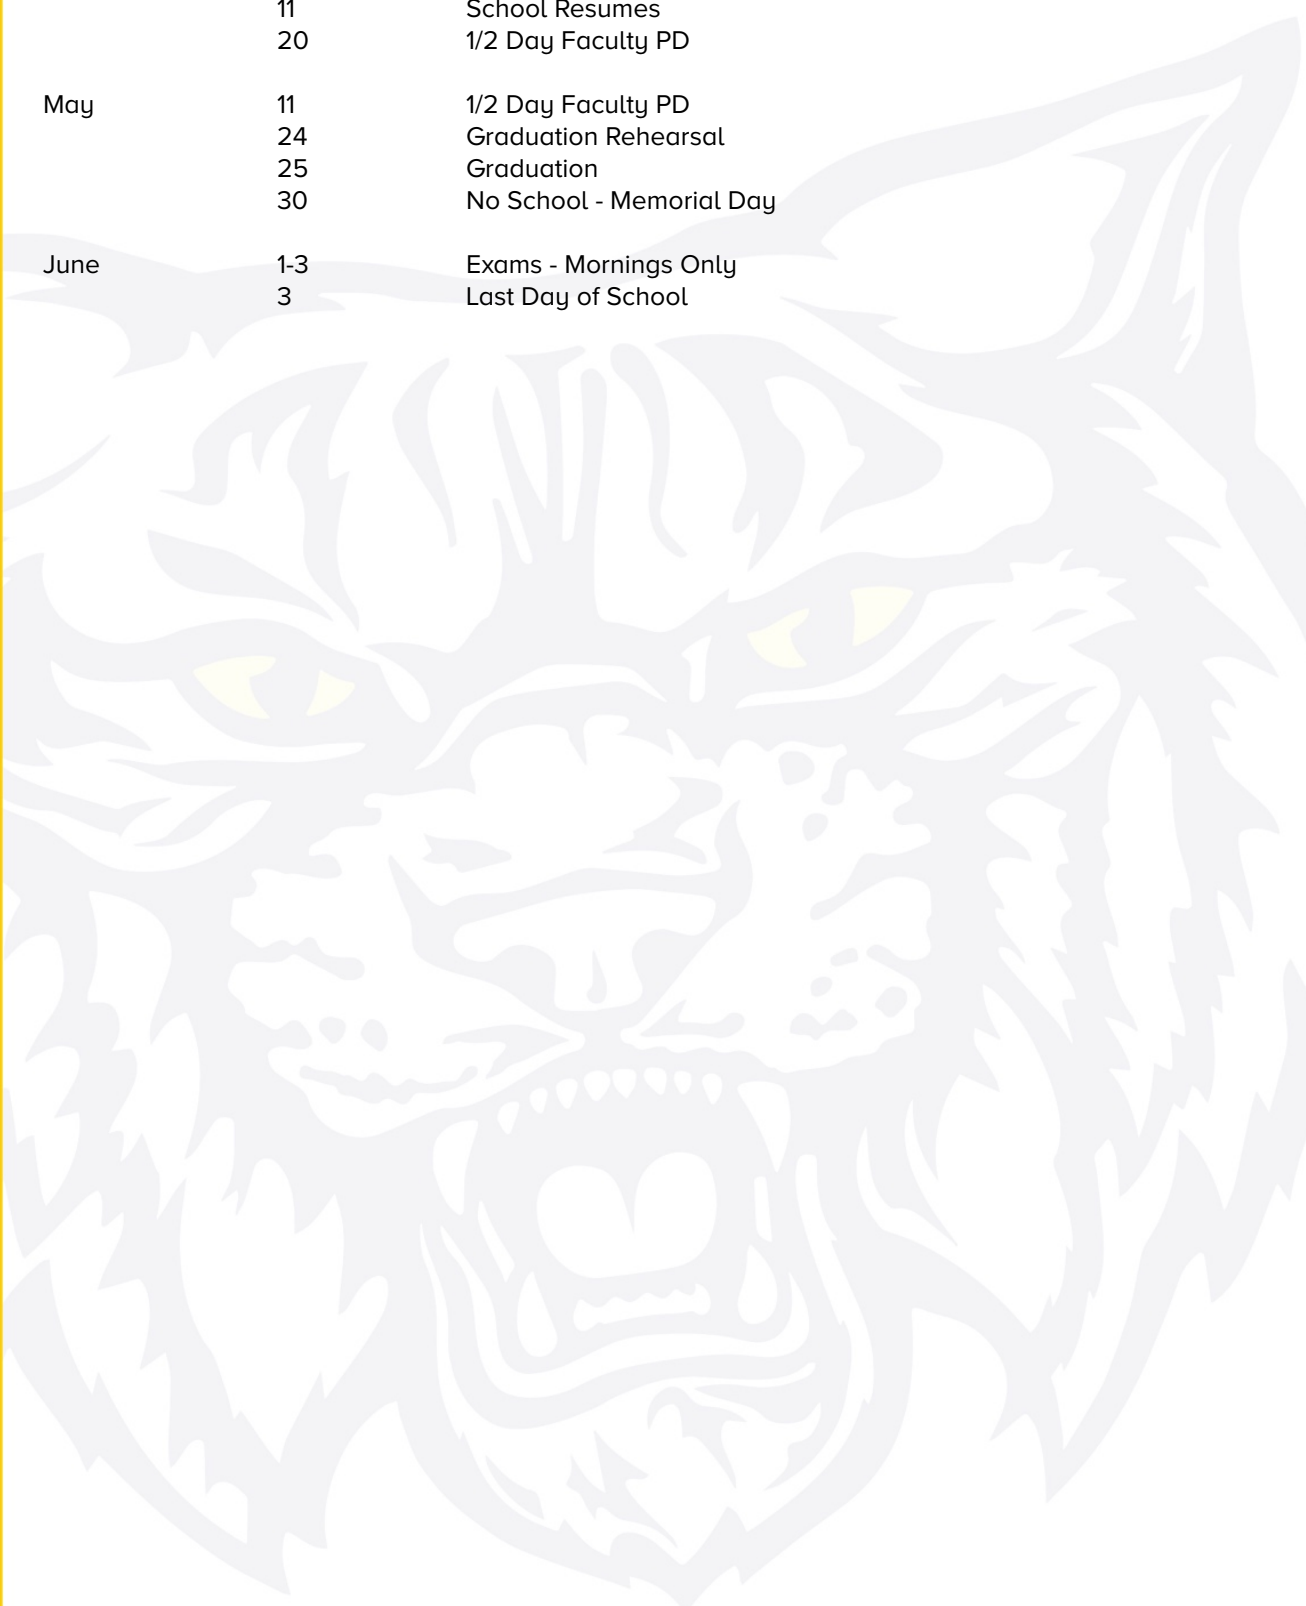 11 School Resumes
20 1/2 Day Faculty PD
May 11 1/2 Day Faculty PD
24 Graduation Rehearsal
25 Graduation
30 No School - Memorial Day
June 1-3 Exams - Mornings Only
3 Last Day of School